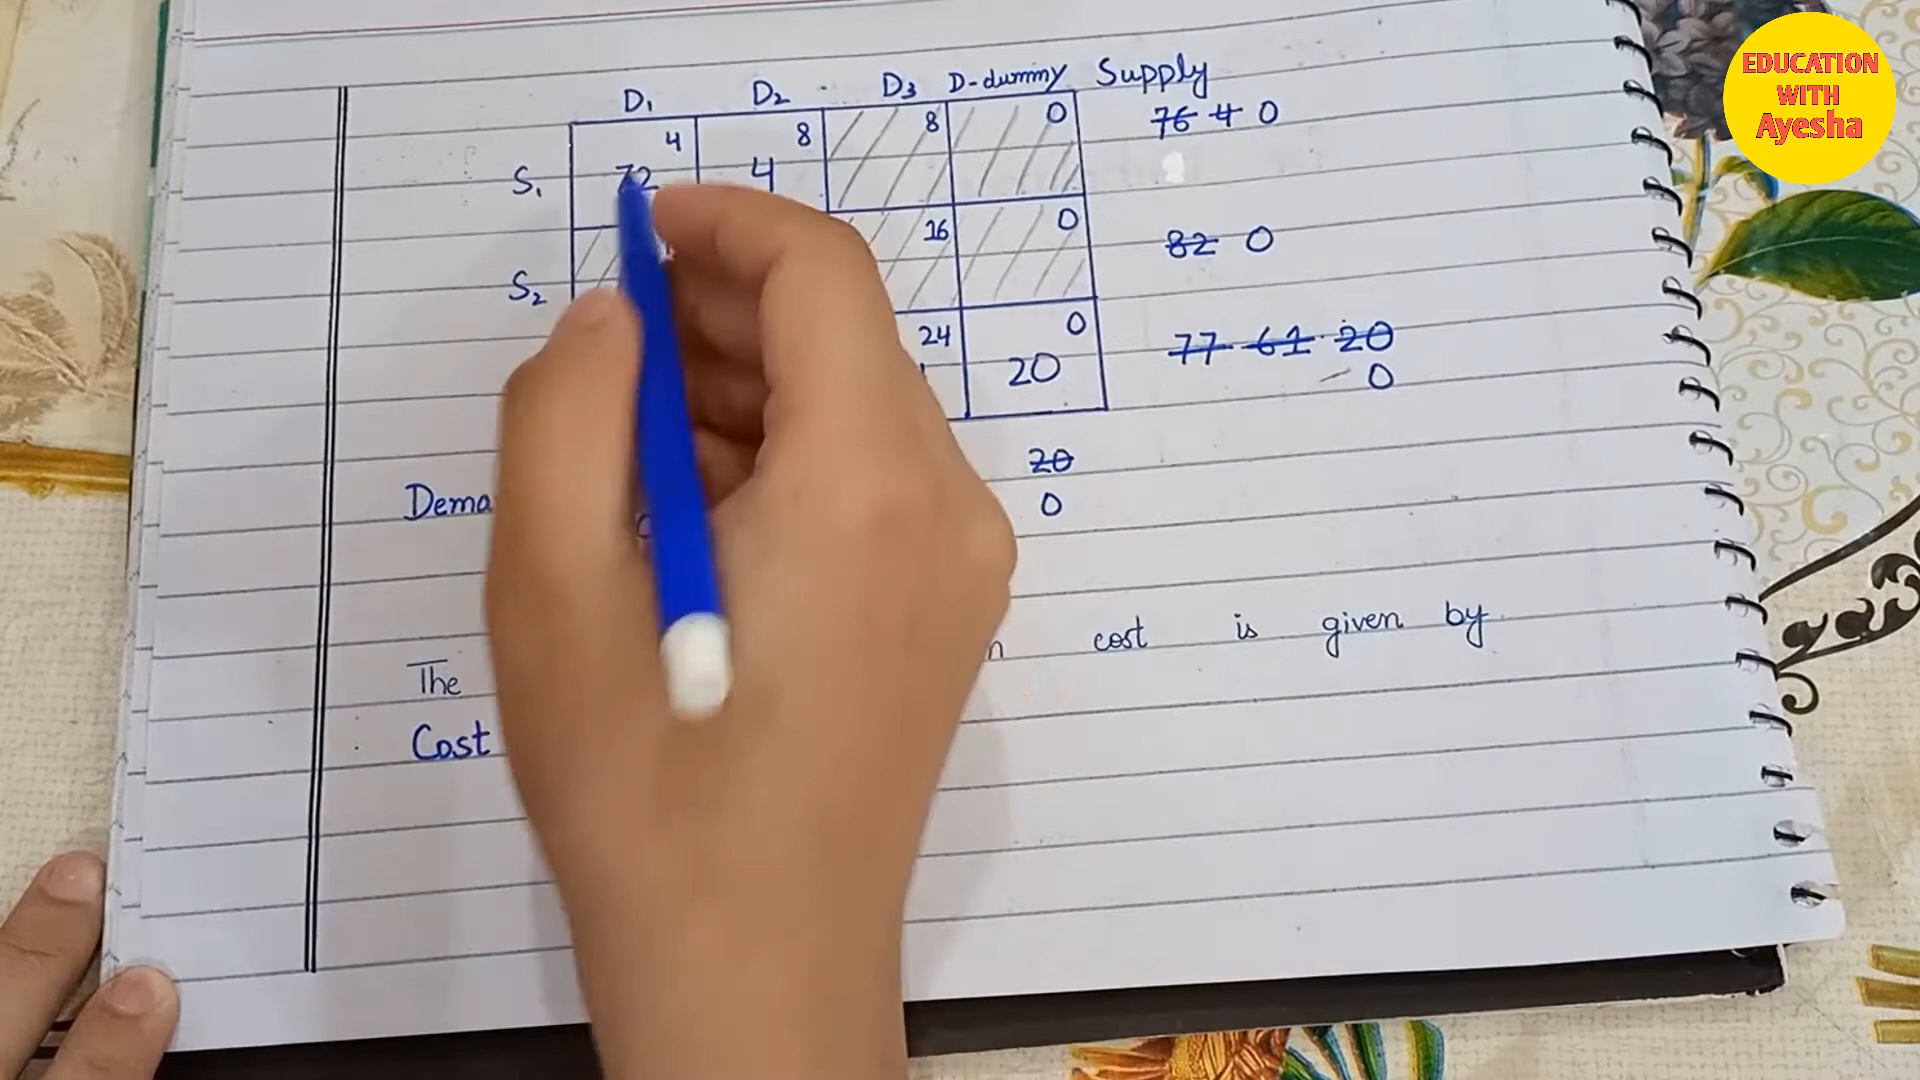 EDUCATION
WITH
Ayesha
D1 D2 D3 D-dummy Supply
4 8 8 0 76 4 0
S1 72 4
16 0 82 0
S2
24 0 77 61 20
20 0
20
0
The cost is given by
Cost